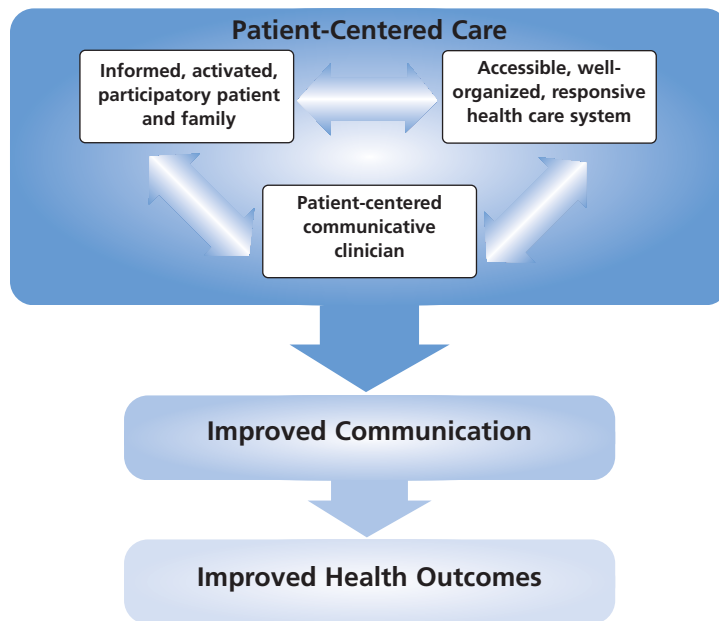 Patient-Centered Care
Informed, activated,
participatory patient
and family
Accessible, well-
organized, responsive
health care system
Patient-centered
communicative
clinician
Improved Communication
Improved Health Outcomes